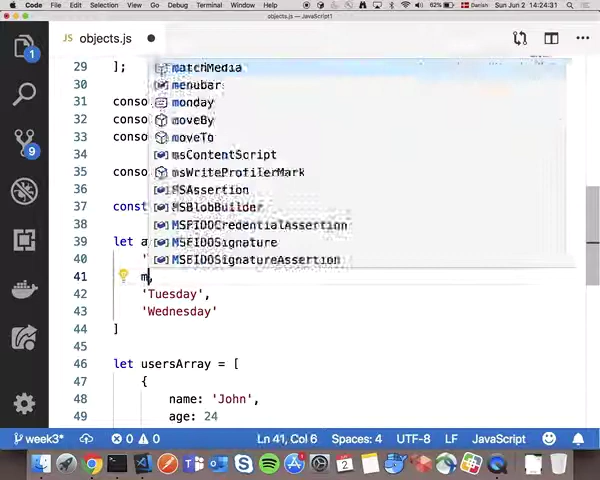 Code File Edit Selection View Go Debug Terminal Window Help 62% Danish Sun Jun 2 14:24:31
objects.js — JavaScript1
objects.js
29 ];
30
31 conso
32 conso
33 conso
34
35 conso
36
37 const
38
39 let a
40 '
41 m,
42 'Tuesday',
43 'Wednesday'
44 ]
45
46 let usersArray = [
47 {
48 name: 'John',
49 age: 24
matchMedia
menubar
monday
moveBy
moveTo
msContentScript
msWriteProfilerMark
MSAssertion
MSBlobBuilder
MSFIDOCredentialAssertion
MSFIDOSignature
MSFIDOSignatureAssertion
1
9
week3* 0 0 Ln 41, Col 6 Spaces: 4 UTF-8 LF JavaScript